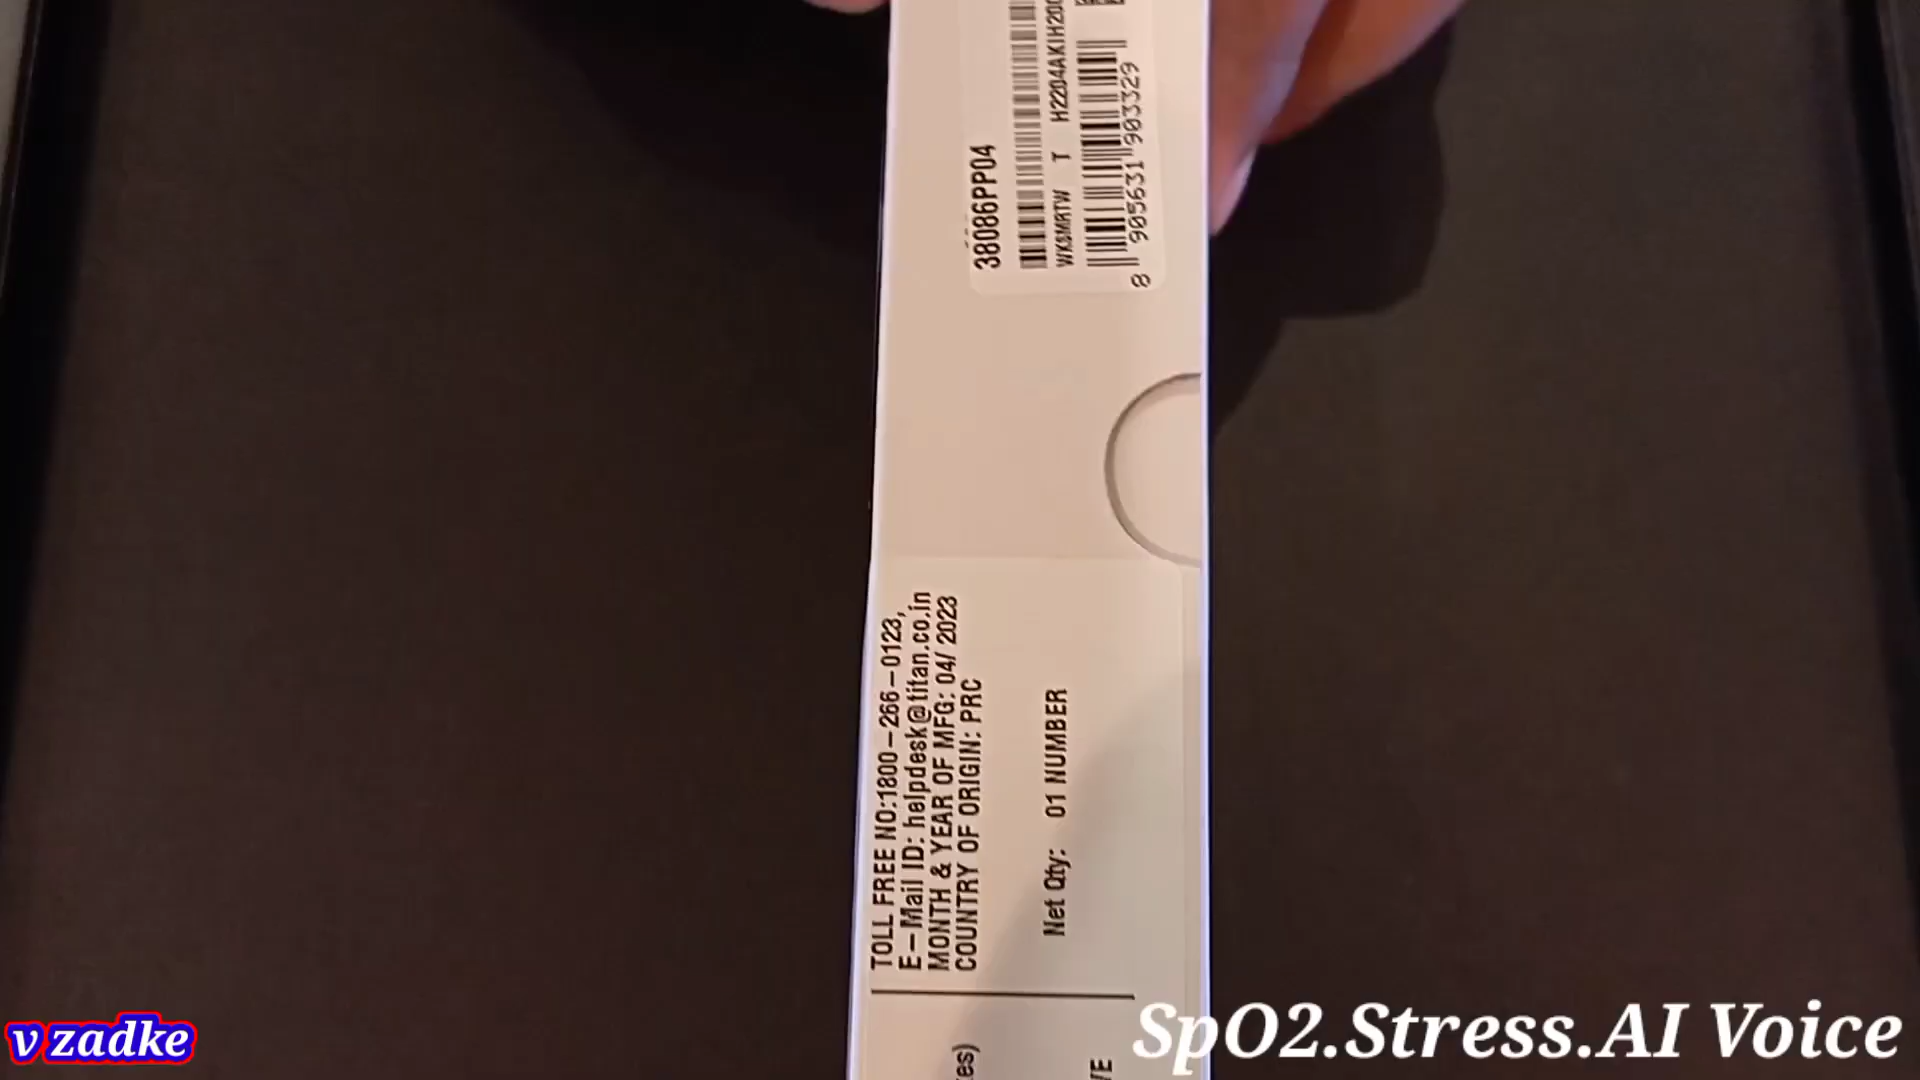 38086PP04
WKSMRTW T H2204AKIH200
8 905631 903329
TOLL FREE NO:1800-266-0123,
E-Mail ID: helpdesk@titan.co.in
MONTH & YEAR OF MFG: 04/ 2023
COUNTRY OF ORIGIN: PRC
Net Qty: 01 NUMBER
v zadke
SpO2.Stress.AI Voice